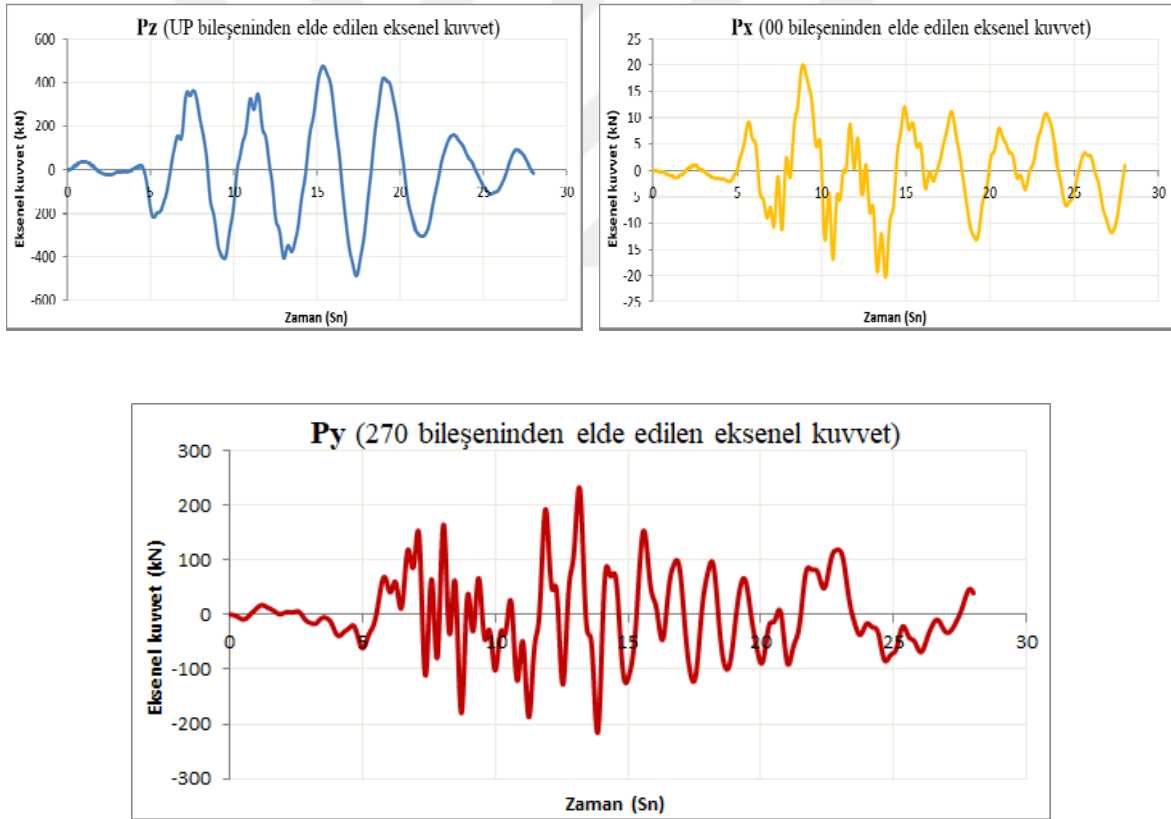 Pz (UP bileşeninden elde edilen eksenel kuvvet)
Eksenel kuvvet (kN)
600
400
200
0
200
-400
-600
0 5 10 15 20 25 30
Zaman (Sn)
Px (00 bileşeninden elde edilen eksenel kuvvet)
Eksenel kuvvet (kN)
25
20
15
10
5
0
5
-10
-15
-20
-25
0 5 10 15 20 25 30
Zaman (Sn)
Py (270 bileşeninden elde edilen eksenel kuvvet)
Eksenel kuvvet (kN)
300
200
100
0
-100
-200
-300
0 5 10 15 20 25 30
Zaman (Sn)